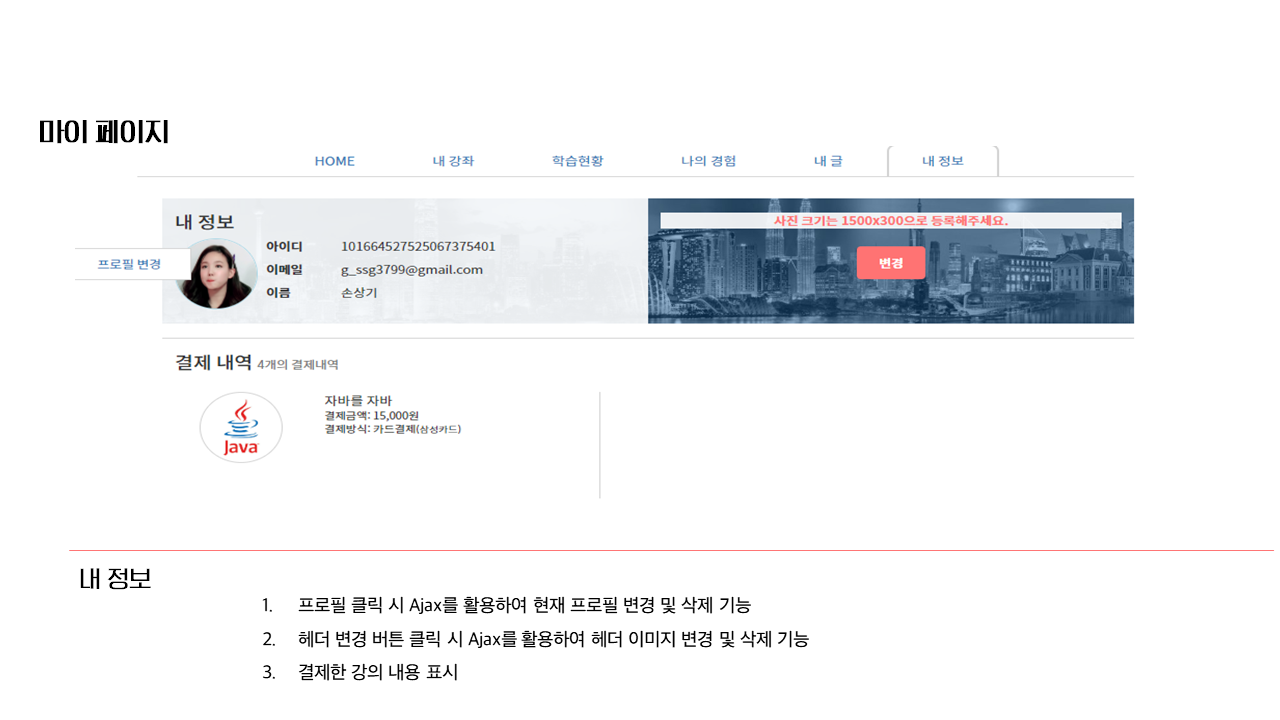 마이 페이지
HOME 내 강좌 학습현황 나의 경험 내 글 내 정보
내 정보
사진 크기는 1500x300으로 등록해주세요.
아이디 101664527525067375401
프로필 변경
이메일 g_ssg3799@gmail.com
변경
이름 손상기
결제 내역 4개의 결제내역
자바를 자바
결제금액: 15,000원
결제방식: 카드결제(삼성카드)
Java
내 정보
1. 프로필 클릭 시 Ajax를 활용하여 현재 프로필 변경 및 삭제 기능
2. 헤더 변경 버튼 클릭 시 Ajax를 활용하여 헤더 이미지 변경 및 삭제 기능
3. 결제한 강의 내용 표시